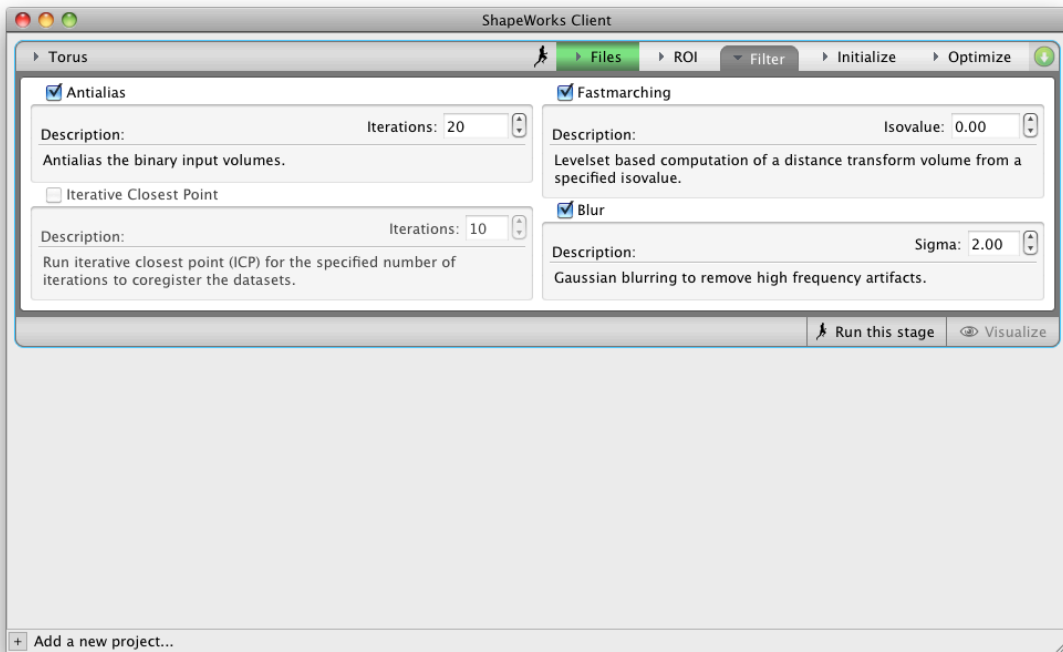 ShapeWorks Client
Torus
Files
ROI
Filter
Initialize
Optimize
Antialias
Description:
Iterations: 20
Antialias the binary input volumes.
Iterative Closest Point
Description:
Iterations: 10
Run iterative closest point (ICP) for the specified number of
iterations to coregister the datasets.
Fastmarching
Description:
Isovalue: 0.00
Levelset based computation of a distance transform volume from a
specified isovalue.
Blur
Description:
Sigma: 2.00
Gaussian blurring to remove high frequency artifacts.
Run this stage
Visualize
+ Add a new project...